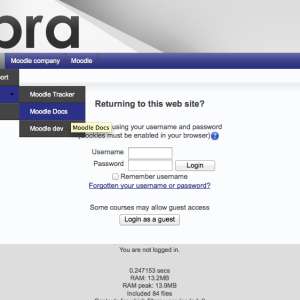 ora
Moodle company Moodle
port
Moodle Tracker
Moodle Docs
Moodle dev
Moodle Docs
Returning to this web site?
using your username and password
(Cookies must be enabled in your browser)
Username
Password
Login
Remember username
Forgotten your username or password?
Some courses may allow guest access
Login as a guest
You are not logged in.
0.247153 secs
RAM: 13.2MB
RAM peak: 13.9MB
Included 84 files